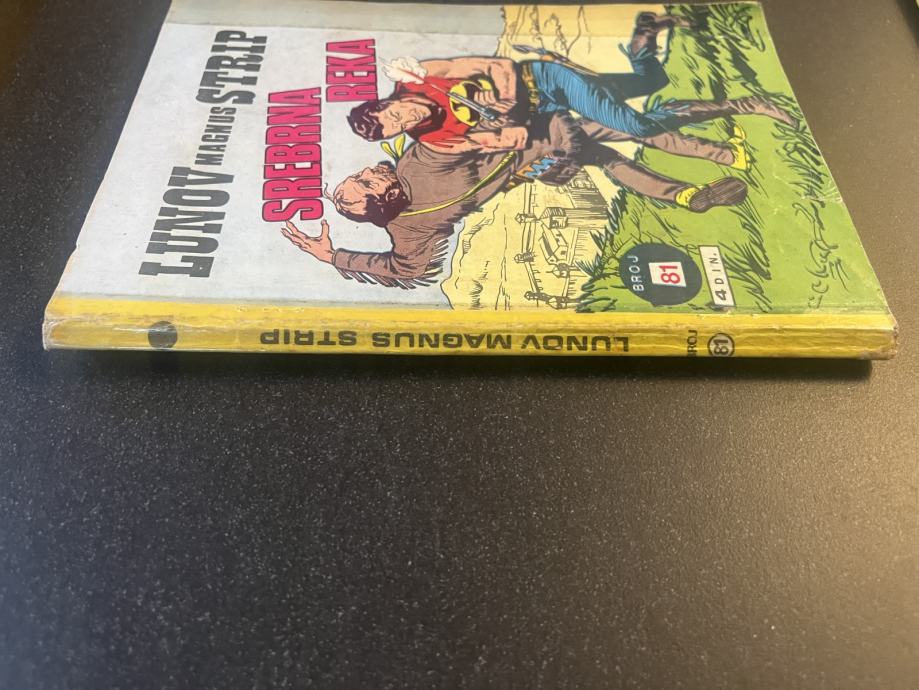 LUNOV MAGNUS STRIP
SREBRNA
REKA
BROJ
81
4 DIN.
LUNOV MAGNUS STRIP
BROJ
81